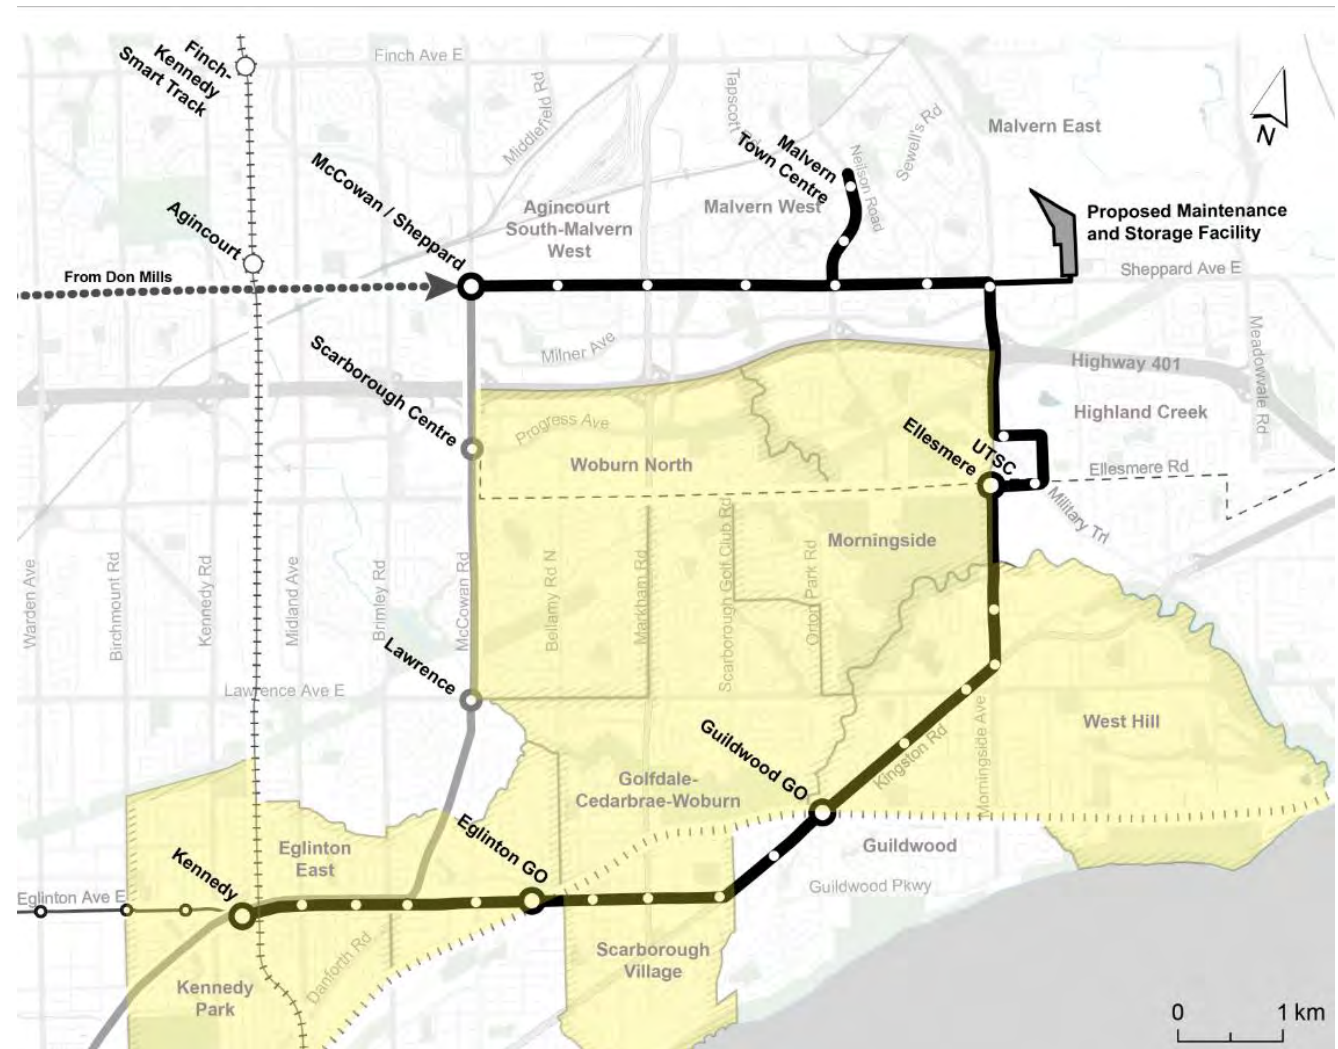 Finch-
Kennedy
Smart Track
Finch Ave E
Middlefield Rd
Tapscott
Malvern
Town Centre
Neilson Road
Sewell's Rd
Malvern East
N
McCowan / Sheppard
Agincourt
Agincourt
South-Malvern
West
Malvern West
Proposed Maintenance
and Storage Facility
From Don Mills
Sheppard Ave E
Milner Ave
Scarborough Centre
Highway 401
Meadowvale Rd
Highland Creek
Progress Ave
Woburn North
Ellesmere
UTSC
Ellesmere Rd
Military Trl
Morningside
Warden Ave
Birchmount Rd
Kennedy Rd
Midland Ave
Brimley Rd
McCowan Rd
Bellamy Rd N
Markham Rd
Scarborough Golf Club Rd
Orton Park Rd
Lawrence
Lawrence Ave E
Morningside Ave
West Hill
Guildwood GO
Kingston Rd
Golfdale-
Cedarbrae-Woburn
Eglinton GO
Eglinton
East
Kennedy
Guildwood
Guildwood Pkwy
Eglinton Ave E
Danforth Rd
Scarborough
Village
Kennedy
Park
0 1 km